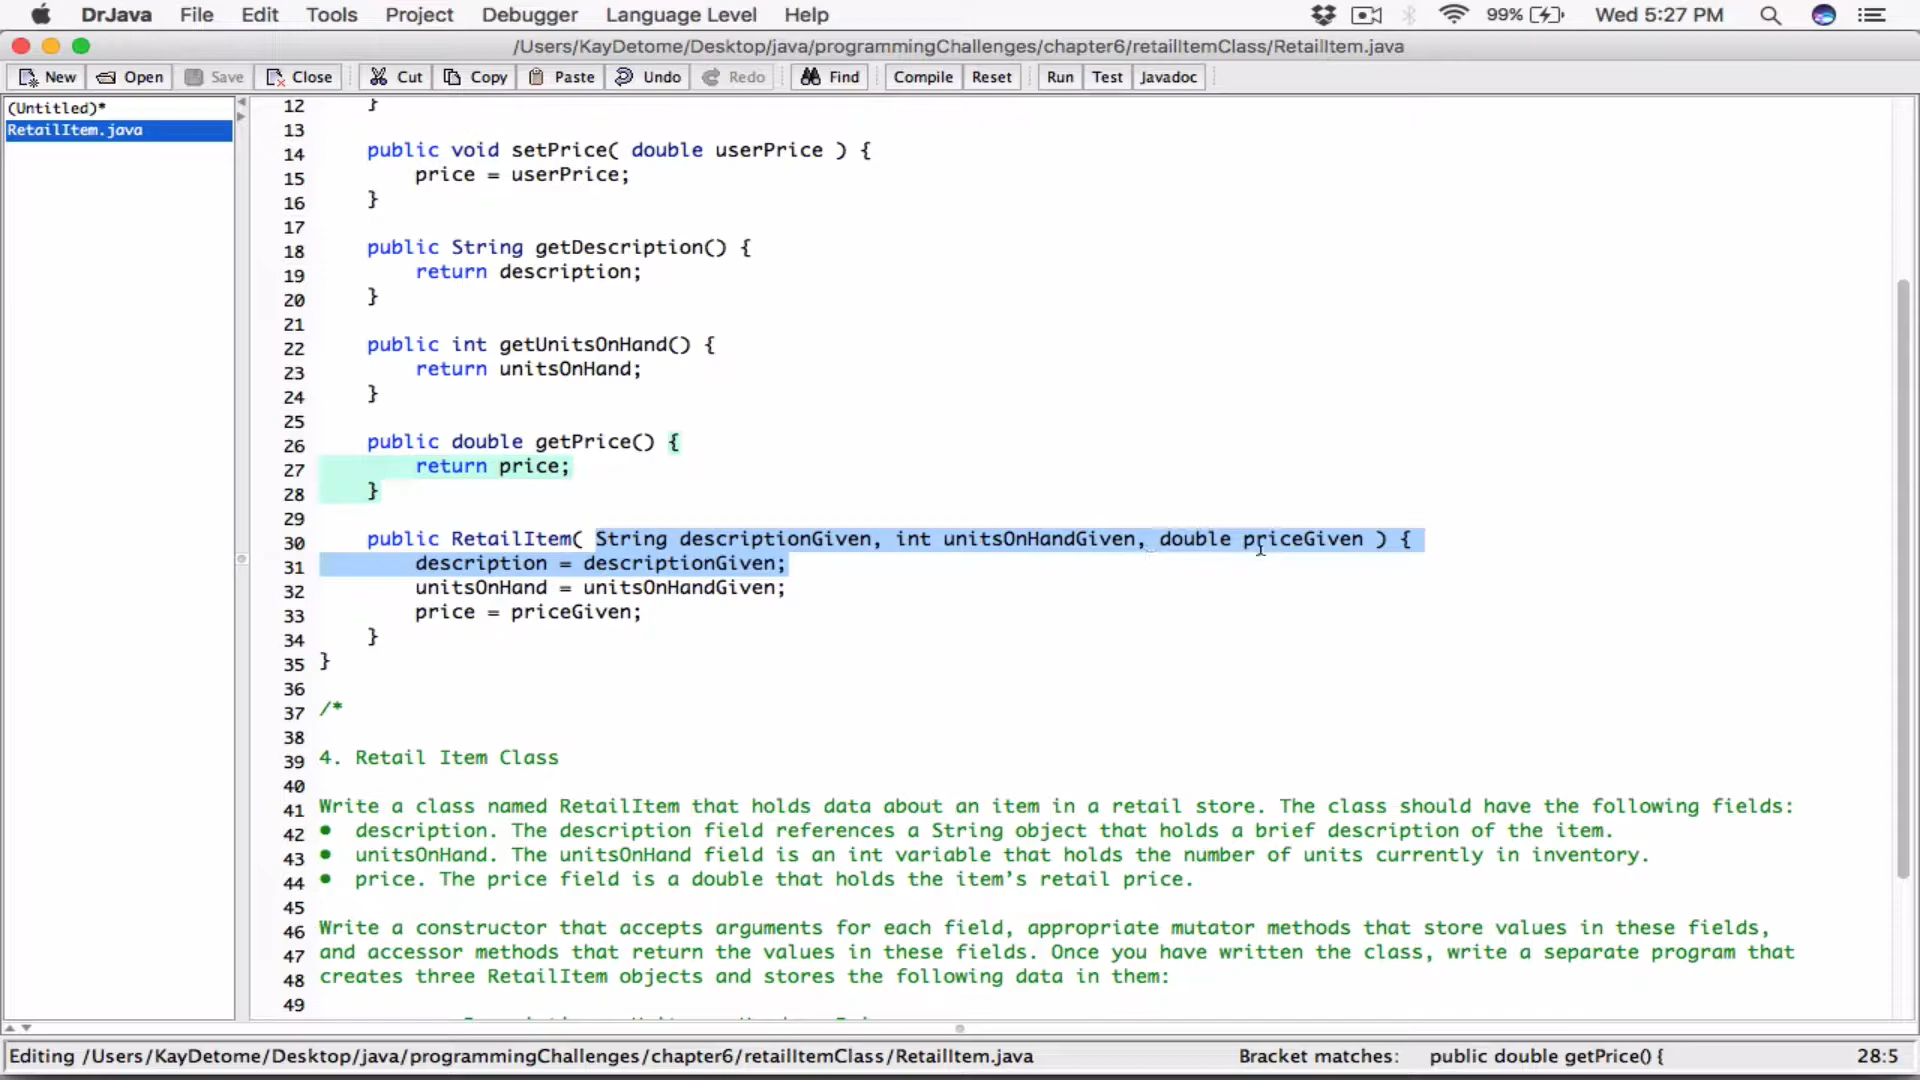 DrJava File Edit Tools Project Debugger Language Level Help 99% Wed 5:27 PM
/Users/KayDetome/Desktop/java/programmingChallenges/chapter6/retailItemClass/RetailItem.java
New Open Save Close Cut Copy Paste Undo Redo Find Compile Reset Run Test Javadoc
(Untitled)*
RetailItem.java
12 }
13
14 public void setPrice( double userPrice ) {
15 price = userPrice;
16 }
17
18 public String getDescription() {
19 return description;
20 }
21
22 public int getUnitsOnHand() {
23 return unitsOnHand;
24 }
25
26 public double getPrice() {
27 return price;
28 }
29
30 public RetailItem( String descriptionGiven, int unitsOnHandGiven, double priceGiven ) {
31 description = descriptionGiven;
32 unitsOnHand = unitsOnHandGiven;
33 price = priceGiven;
34 }
35 }
36
37 /*
38
39 4. Retail Item Class
40
41 Write a class named RetailItem that holds data about an item in a retail store. The class should have the following fields:
42 • description. The description field references a String object that holds a brief description of the item.
43 • unitsOnHand. The unitsOnHand field is an int variable that holds the number of units currently in inventory.
44 • price. The price field is a double that holds the item’s retail price.
45
46 Write a constructor that accepts arguments for each field, appropriate mutator methods that store values in these fields,
47 and accessor methods that return the values in these fields. Once you have written the class, write a separate program that
48 creates three RetailItem objects and stores the following data in them:
49
Editing /Users/KayDetome/Desktop/java/programmingChallenges/chapter6/retailItemClass/RetailItem.java Bracket matches: public double getPrice() { 28:5